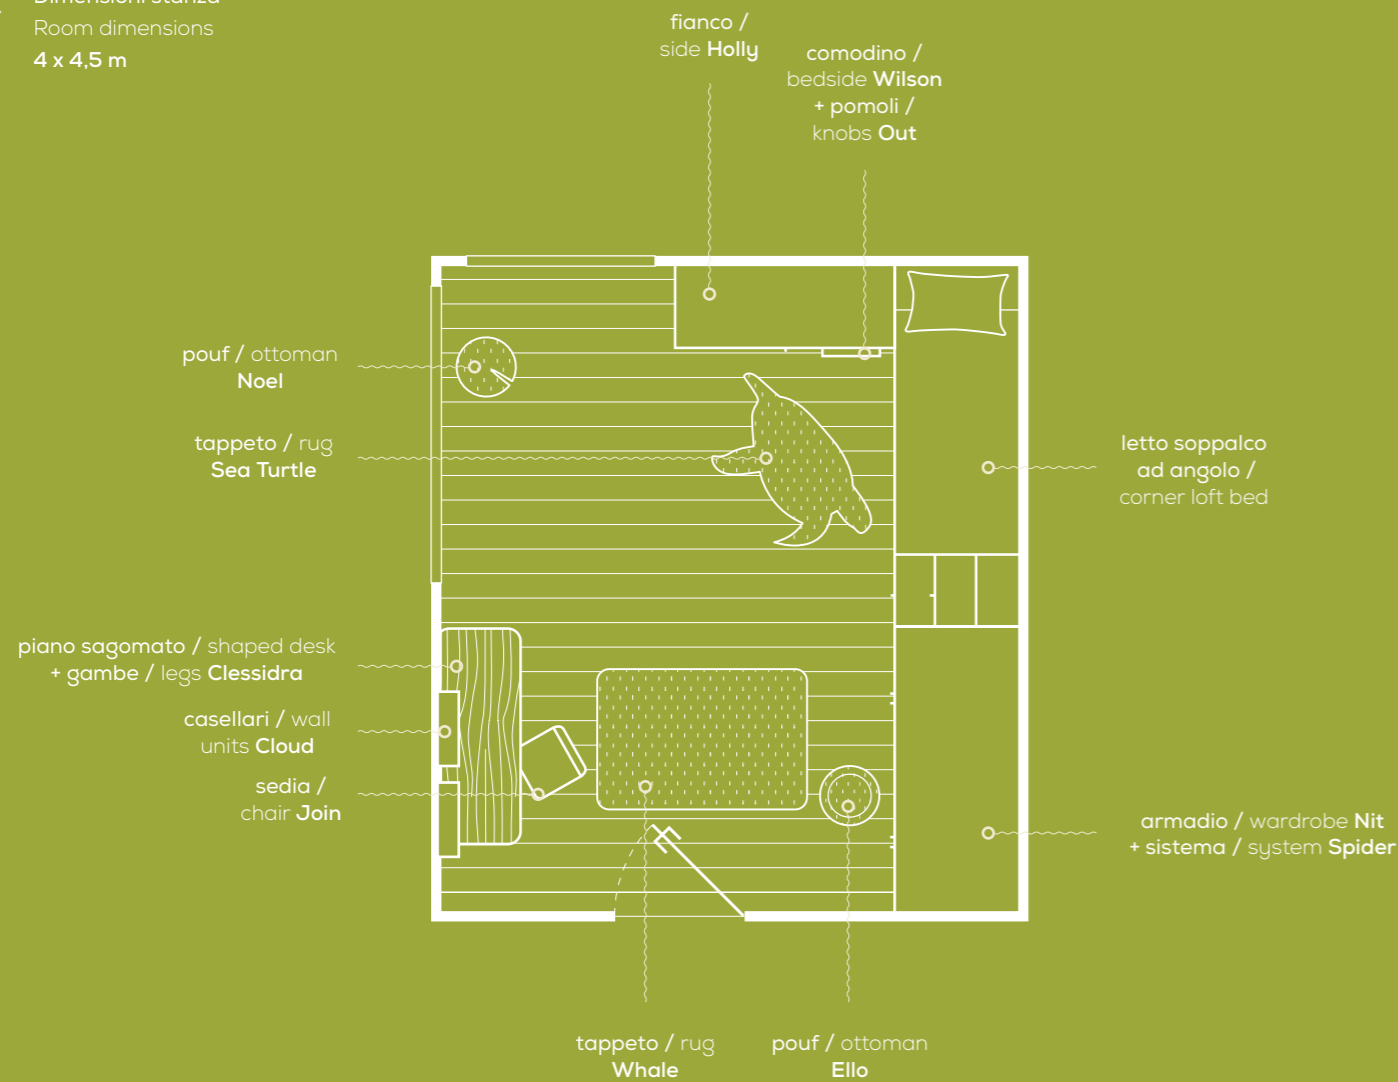 Dimensioni stanza
Room dimensions
4 x 4,5 m
fianco /
side Holly
comodino /
bedside Wilson
+ pomoli /
knobs Out
pouf / ottoman
Noel
tappeto / rug
Sea Turtle
letto soppalco
ad angolo /
corner loft bed
piano sagomato / shaped desk
+ gambe / legs Clessidra
casellari / wall
units Cloud
sedia /
chair Join
armadio / wardrobe Nit
+ sistema / system Spider
tappeto / rug
Whale
pouf / ottoman
Ello